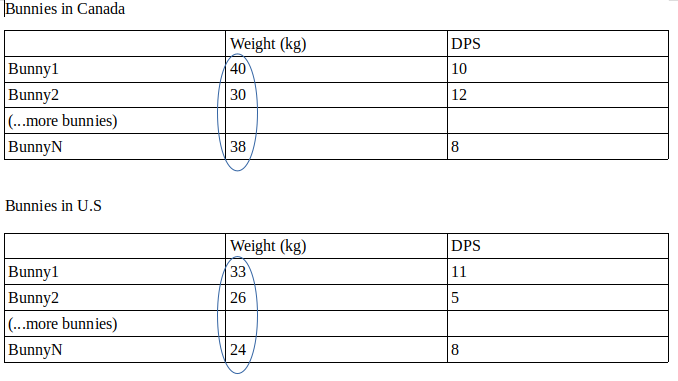 Bunnies in Canada
Weight (kg) DPS
Bunny1 40 10
Bunny2 30 12
(...more bunnies)
BunnyN 38 8
Bunnies in U.S
Weight (kg) DPS
Bunny1 33 11
Bunny2 26 5
(...more bunnies)
BunnyN 24 8